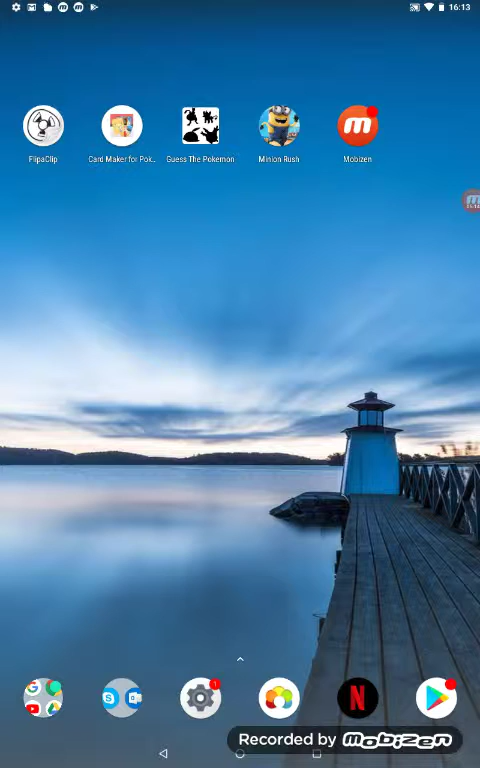 16:13
FlipaClip
Card Maker for Pok..
Guess The Pokemon
Minion Rush
Mobizen
Recorded by mobizen